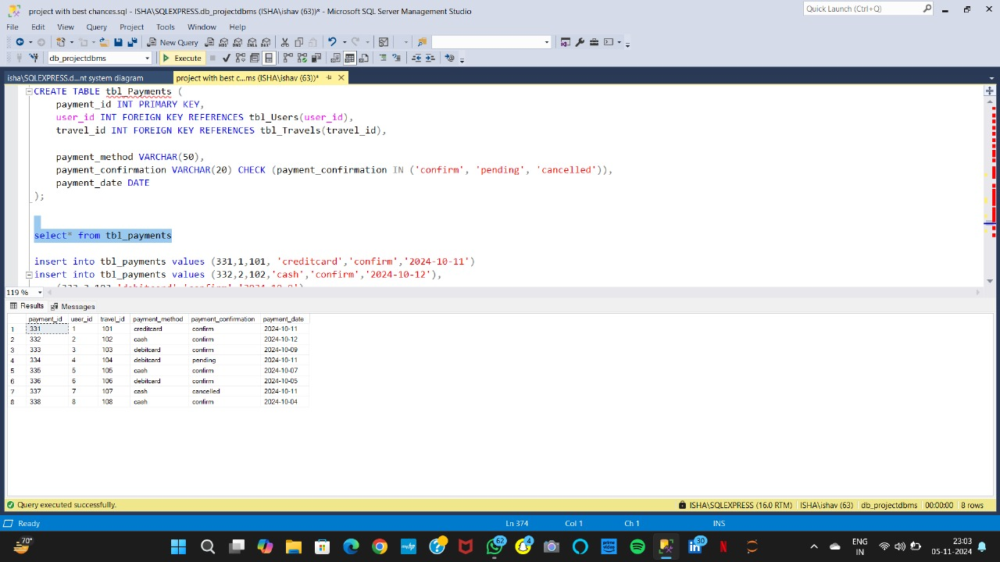 project with best chances.sql - ISHA\SQLEXPRESS.db_projectdbms (ISHA\ishav (63))* - Microsoft SQL Server Management Studio
Quick Launch (Ctrl+Q)
File Edit View Query Project Tools Window Help
New Query
db_projectdbms Execute
isha\SQLEXPRESS.d...nt system diagram project with best c...ms (ISHA\ishav (63))*
CREATE TABLE tbl_Payments (
payment_id INT PRIMARY KEY,
user_id INT FOREIGN KEY REFERENCES tbl_Users(user_id),
travel_id INT FOREIGN KEY REFERENCES tbl_Travels(travel_id),
payment_method VARCHAR(50),
payment_confirmation VARCHAR(20) CHECK (payment_confirmation IN ('confirm', 'pending', 'cancelled')),
payment_date DATE
);
select* from tbl_payments
insert into tbl_payments values (331,1,101, 'creditcard','confirm','2024-10-11')
insert into tbl_payments values (332,2,102,'cash','confirm','2024-10-12'),
119 %
Results Messages
payment_id user_id travel_id payment_method payment_confirmation payment_date
1 331 1 101 creditcard confirm 2024-10-11
2 332 2 102 cash confirm 2024-10-12
3 333 3 103 debitcard confirm 2024-10-09
4 334 4 104 debitcard pending 2024-10-11
5 335 5 105 cash confirm 2024-10-07
6 336 6 106 debitcard confirm 2024-10-05
7 337 7 107 cash cancelled 2024-10-11
8 338 8 108 cash confirm 2024-10-04
Query executed successfully. ISHA\SQLEXPRESS (16.0 RTM) ISHA\ishav (63) db_projectdbms 00:00:00 8 rows
Ready Ln 374 Col 1 Ch 1 INS
70° 62 4 prime video 30 ENG IN 23:03
05-11-2024